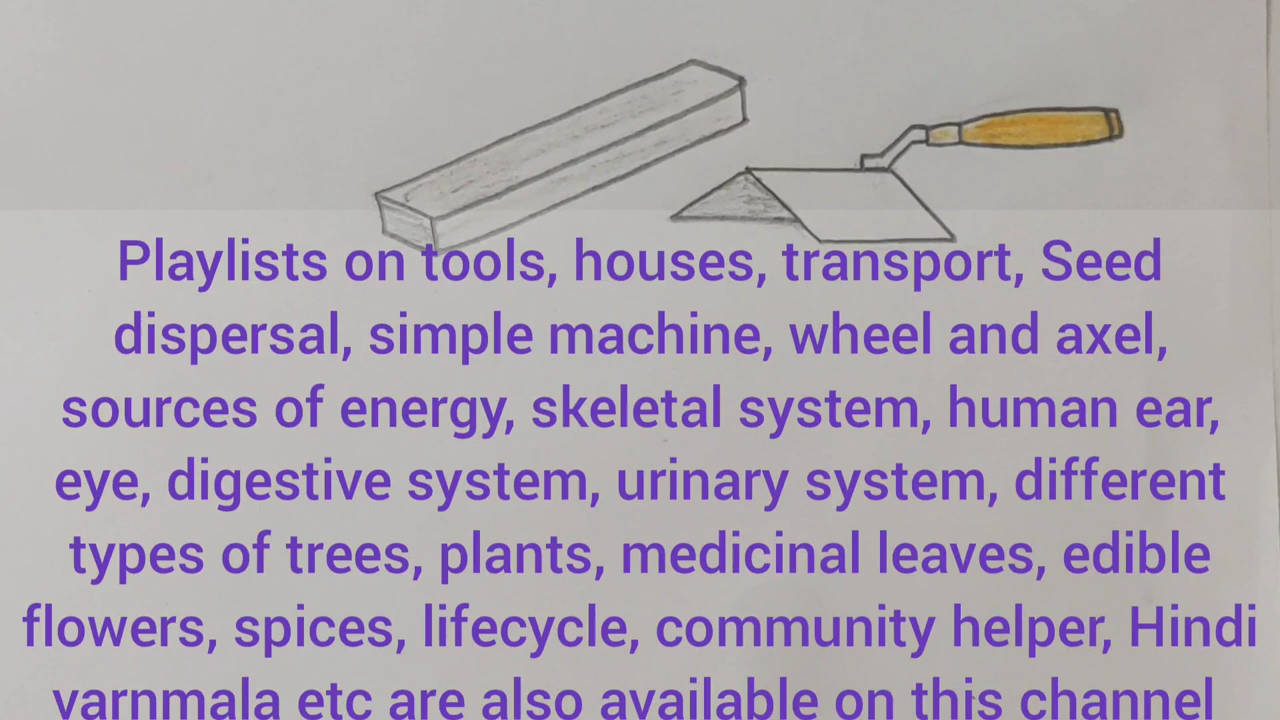 Playlists on tools, houses, transport, Seed
dispersal, simple machine, wheel and axel,
sources of energy, skeletal system, human ear,
eye, digestive system, urinary system, different
types of trees, plants, medicinal leaves, edible
flowers, spices, lifecycle, community helper, Hindi
varnmala etc are also available on this channel